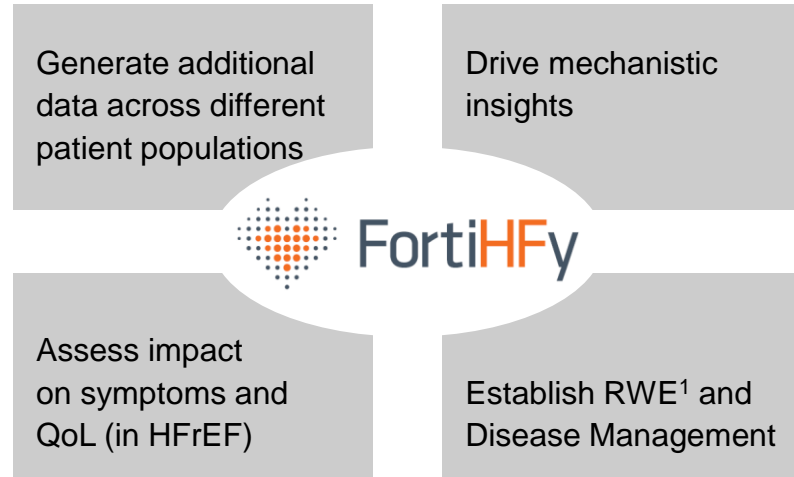 Generate additional
data across different
patient populations
Drive mechanistic
insights
FortiHFy
Assess impact
on symptoms and
QoL (in HFrEF)
Establish RWE¹ and
Disease Management